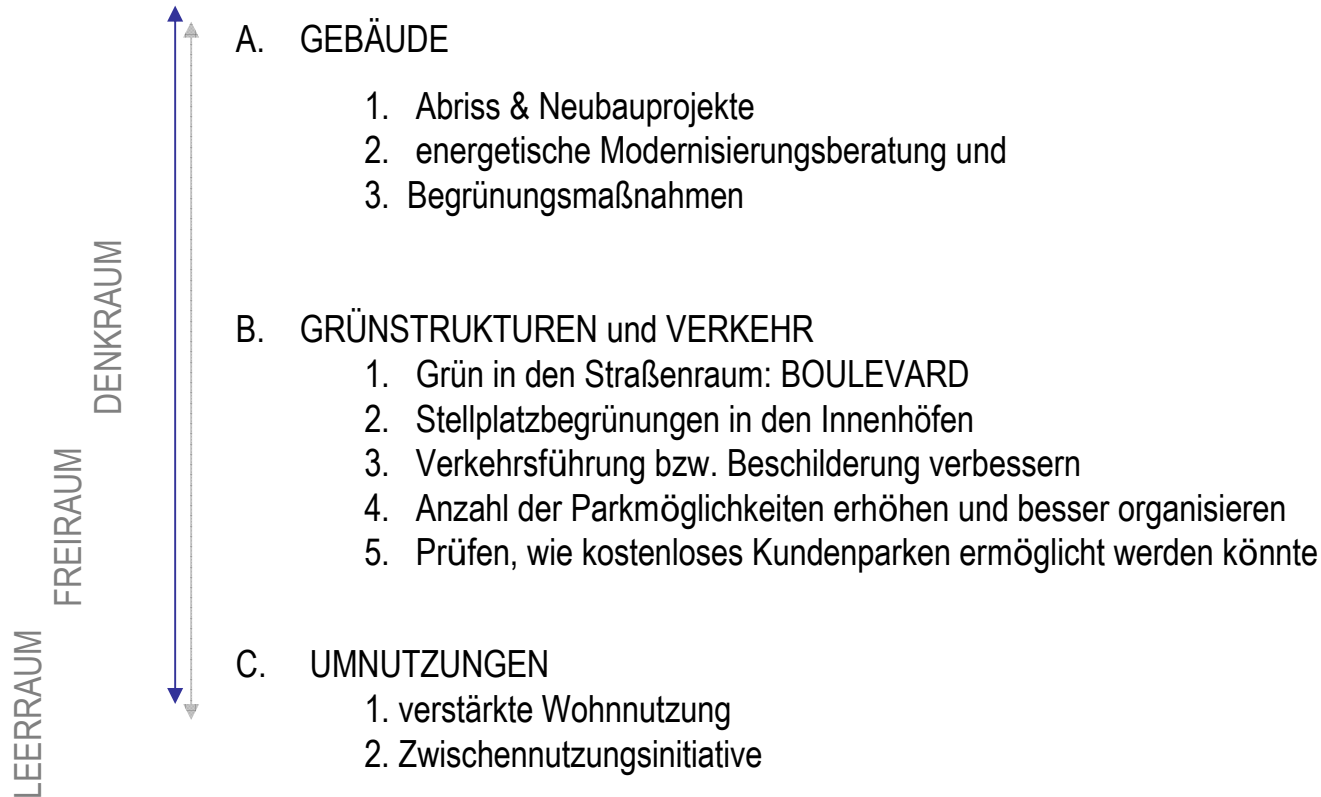 A. GEBÄUDE
1. Abriss & Neubauprojekte
2. energetische Modernisierungsberatung und
3. Begrünungsmaßnahmen
DENKRAUM
B. GRÜNSTRUKTUREN und VERKEHR
1. Grün in den Straßenraum: BOULEVARD
2. Stellplatzbegrünungen in den Innenhöfen
3. Verkehrsführung bzw. Beschilderung verbessern
4. Anzahl der Parkmöglichkeiten erhöhen und besser organisieren
5. Prüfen, wie kostenloses Kundenparken ermöglicht werden könnte
FREIRAUM
C. UMNUTZUNGEN
1. verstärkte Wohnnutzung
2. Zwischennutzungsinitiative
LEERRAUM